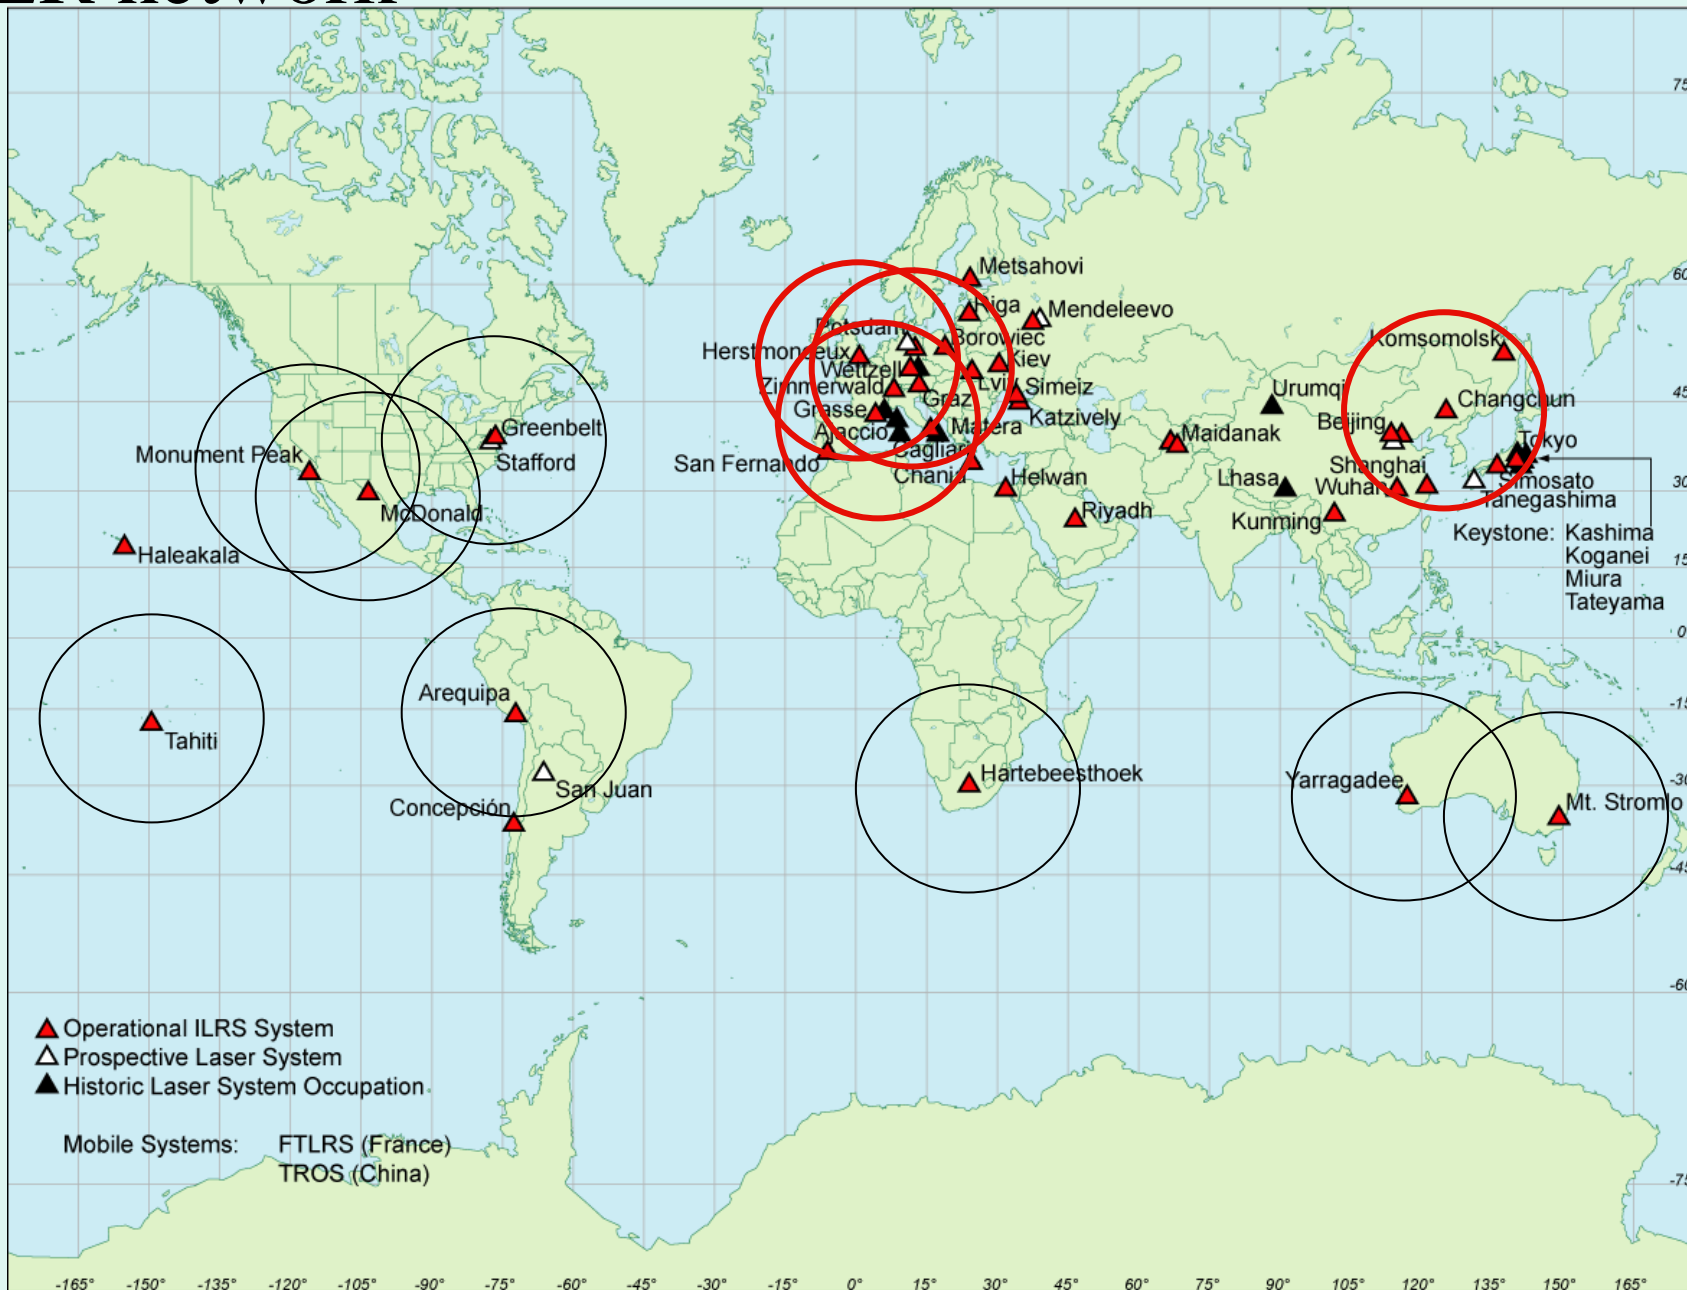 Metsahovi
Riga
Mendeleevo
Potsdam
Borowiec
Komsomolsk
Herstmonceux
Kiev
Wettzell
Lviv
Zimmerwald
Simeiz
Urumqi
Graz
Changchun
Grasse
Katzively
Beijing
Greenbelt
Ajaccio
Matera
Maidanak
Tokyo
Monument Peak
Cagliari
Stafford
San Fernando
Chania
Helwan
Lhasa
Shanghai
Simosato
Wuhan
Tanegashima
McDonald
Riyadh
Kunming
Keystone: Kashima
Koganei
Miura
Tateyama
Haleakala
Arequipa
Tahiti
Hartebeesthoek
San Juan
Yarragadee
Concepción
Mt. Stromlo
Operational ILRS System
Prospective Laser System
Historic Laser System Occupation
Mobile Systems: FTLRS (France)
TROS (China)
-165° -150° -135° -120° -105° -90° -75° -60° -45° -30° -15° 0° 15° 30° 45° 60° 75° 90° 105° 120° 135° 150° 165°